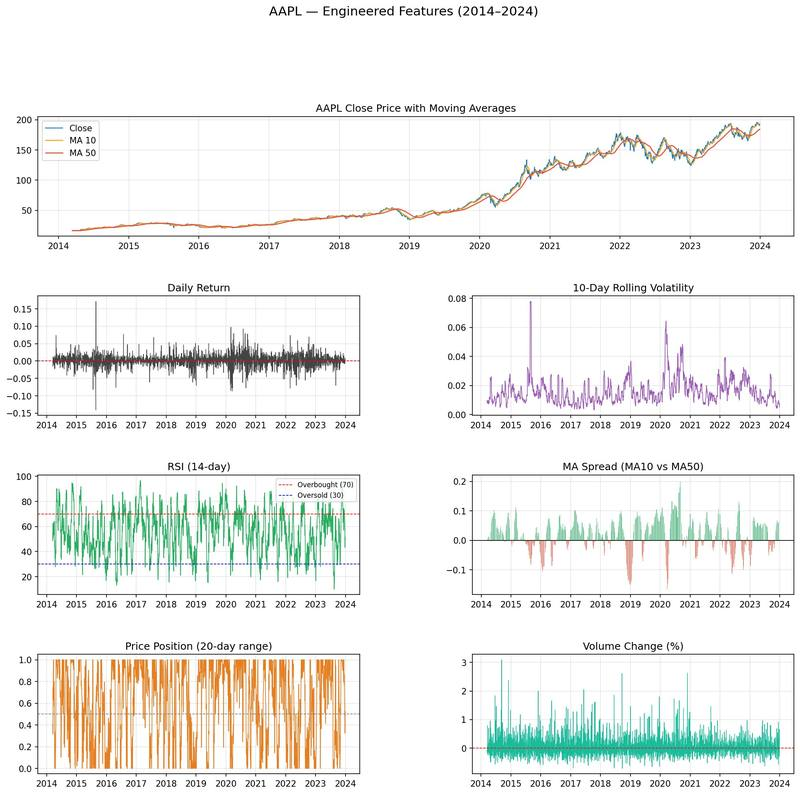 AAPL — Engineered Features (2014–2024)
AAPL Close Price with Moving Averages
200
150
100
50
Close
MA 10
MA 50
2014 2015 2016 2017 2018 2019 2020 2021 2022 2023 2024
Daily Return
0.15
0.10
0.05
0.00
−0.05
−0.10
−0.15
2014 2015 2016 2017 2018 2019 2020 2021 2022 2023 2024
10-Day Rolling Volatility
0.08
0.06
0.04
0.02
0.00
2014 2015 2016 2017 2018 2019 2020 2021 2022 2023 2024
RSI (14-day)
100
80
60
40
20
Overbought (70)
Oversold (30)
2014 2015 2016 2017 2018 2019 2020 2021 2022 2023 2024
MA Spread (MA10 vs MA50)
0.2
0.1
0.0
−0.1
2014 2015 2016 2017 2018 2019 2020 2021 2022 2023 2024
Price Position (20-day range)
1.0
0.8
0.6
0.4
0.2
0.0
2014 2015 2016 2017 2018 2019 2020 2021 2022 2023 2024
Volume Change (%)
3
2
1
0
2014 2015 2016 2017 2018 2019 2020 2021 2022 2023 2024